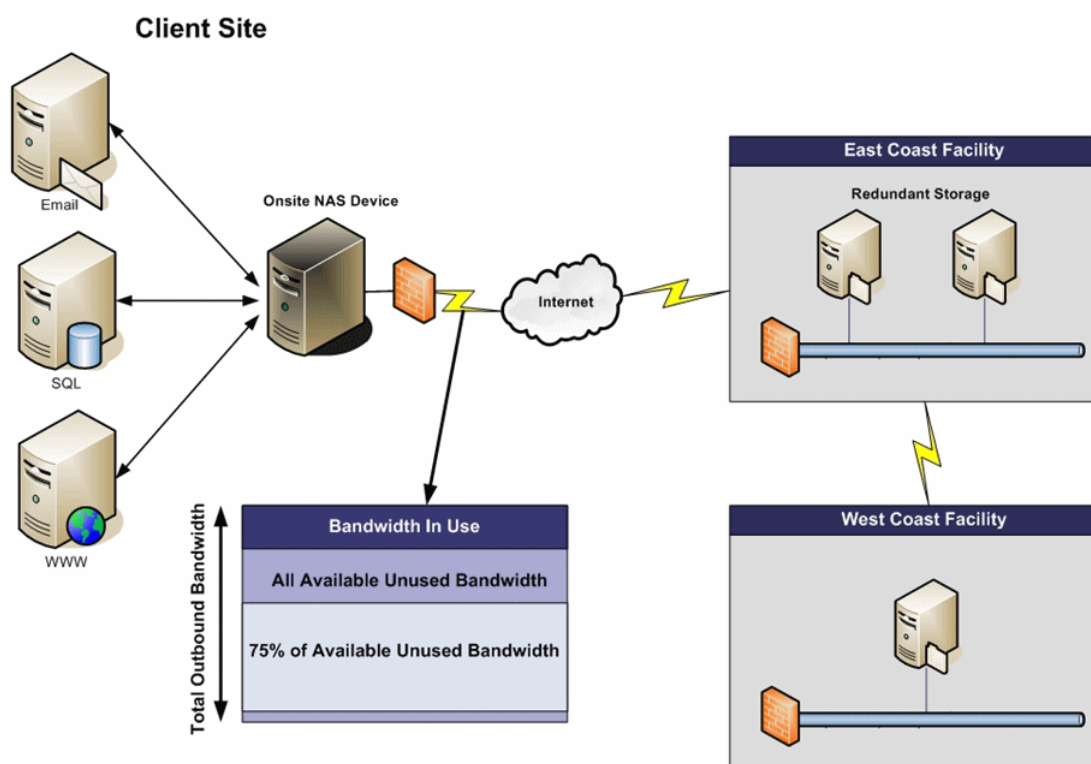 Client Site
Email
SQL
WWW
Onsite NAS Device
Internet
East Coast Facility
Redundant Storage
West Coast Facility
Total Outbound Bandwidth
Bandwidth In Use
All Available Unused Bandwidth
75% of Available Unused Bandwidth